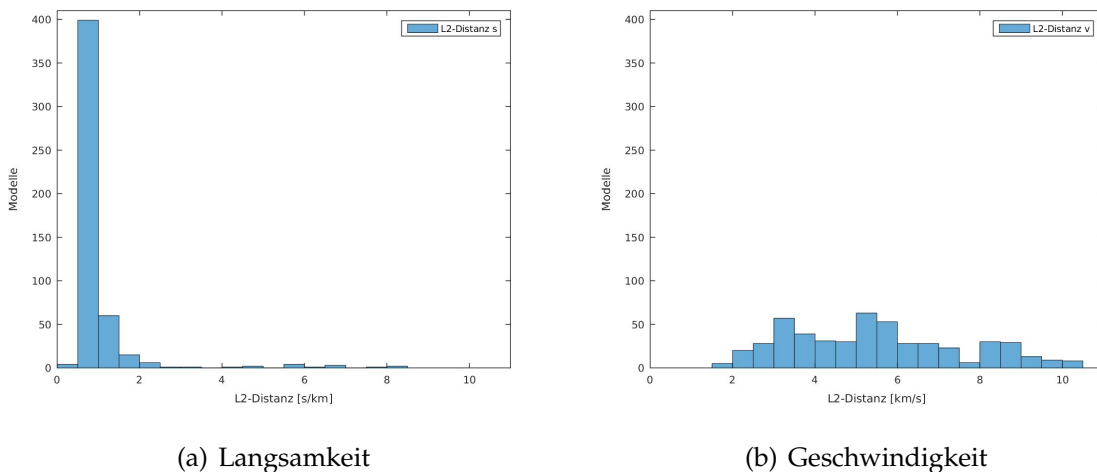 400
350
300
250
200
150
100
50
0
Modelle
L2-Distanz s
0 2 4 6 8 10
L2-Distanz [s/km]
(a) Langsamkeit
400
350
300
250
200
150
100
50
0
Modelle
L2-Distanz v
0 2 4 6 8 10
L2-Distanz [km/s]
(b) Geschwindigkeit